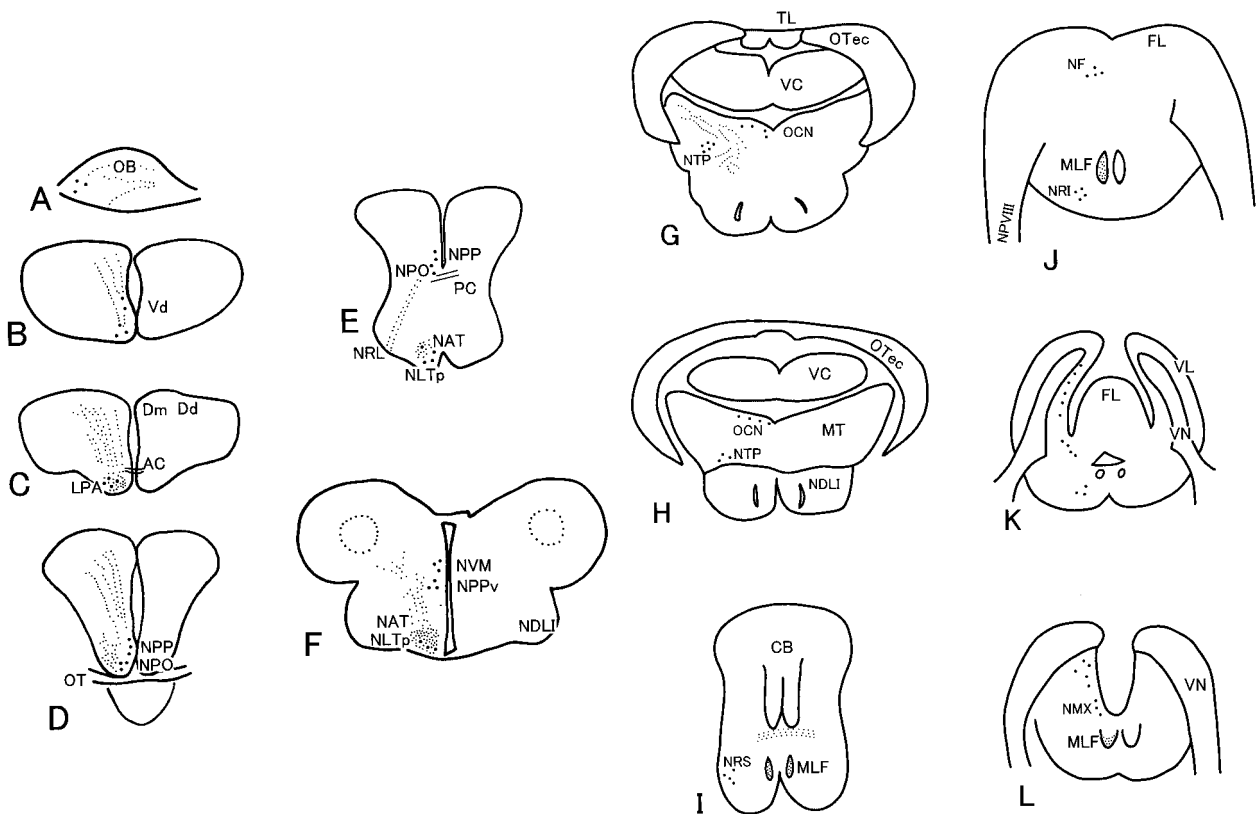 OB
A
Vd
B
Dm Dd
AC
LPA
C
NPP
NPO
OT
D
NPP
NPO
PC
E
NAT
NRL
NLTp
NVM
NPPv
NAT
NLTp
NDLI
F
TL
OTec
VC
OCN
NTP
G
OTec
VC
OCN
MT
NTP
NDLI
H
CB
NRS
MLF
I
FL
NF
MLF
NRI
NPVIII
J
VL
FL
VN
K
VN
NMX
MLF
L